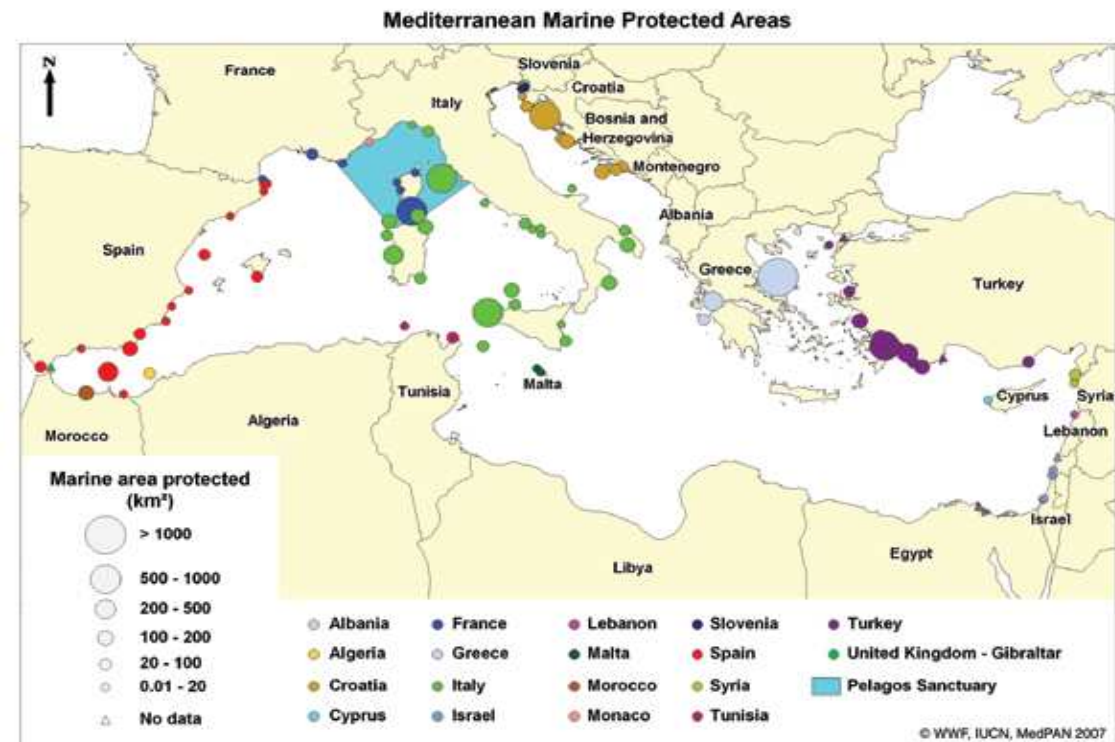 Mediterranean Marine Protected Areas
N
France
Slovenia
Croatia
Italy
Bosnia and
Herzegovina
Montenegro
Albania
Spain
Greece
Turkey
Malta
Cyprus
Syria
Lebanon
Tunisia
Algeria
Morocco
Israel
Egypt
Libya
Marine area protected
(km²)
> 1000
500 - 1000
200 - 500
100 - 200
20 - 100
0.01 - 20
No data
Albania
Algeria
Croatia
Cyprus
France
Greece
Italy
Israel
Lebanon
Malta
Morocco
Monaco
Slovenia
Spain
Syria
Tunisia
Turkey
United Kingdom - Gibraltar
Pelagos Sanctuary
© WWF, IUCN, MedPAN 2007